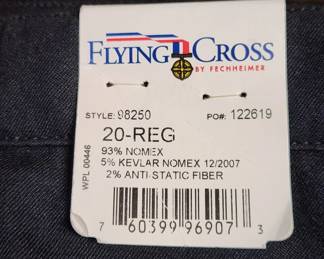 FLYING CROSS
BY FECHHEIMER
STYLE: 98250 PO#: 122619
20-REG
93% NOMEX
5% KEVLAR NOMEX 12/2007
2% ANTI-STATIC FIBER
WPL 00446
7 60399 96907 3